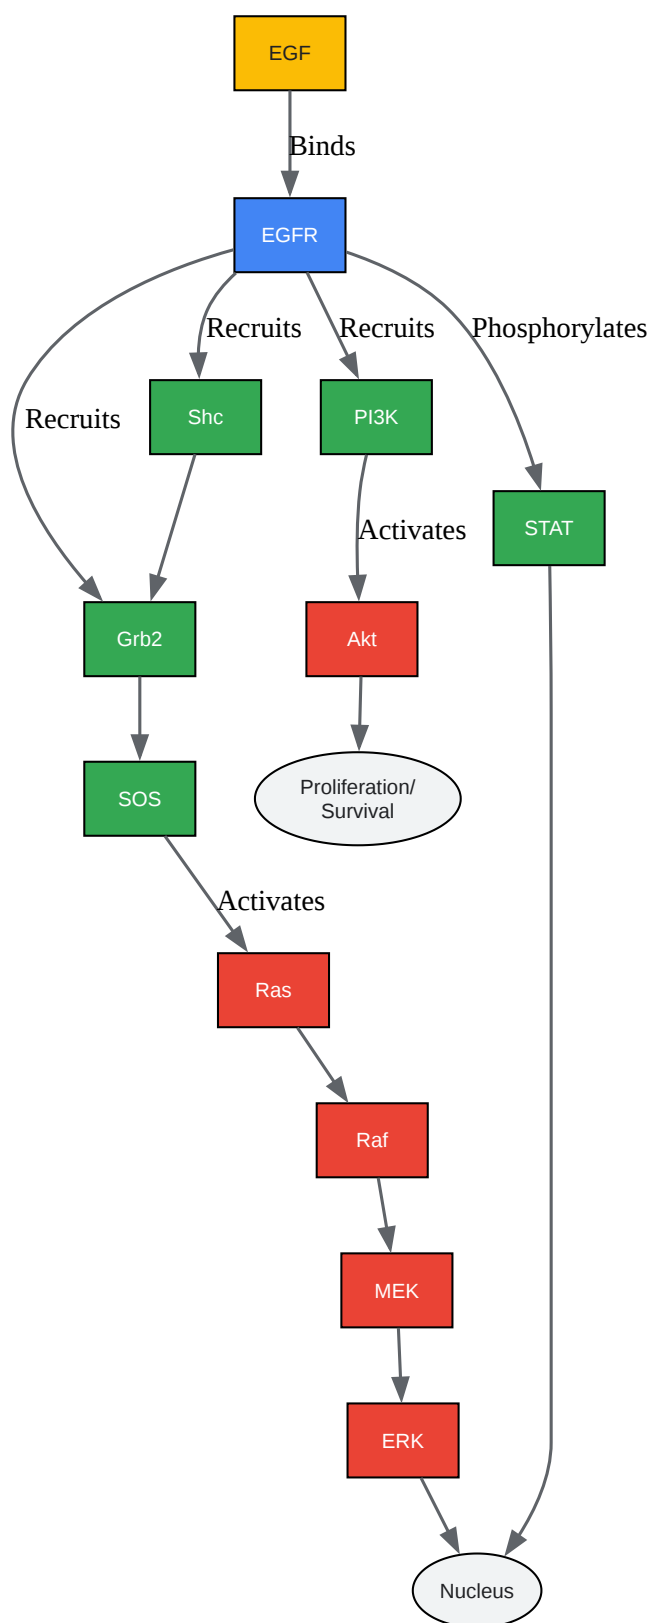 EGF
Binds
EGFR
Recruits
Recruits
Phosphorylates
Recruits
Shc
PI3K
Activates
STAT
Grb2
Akt
SOS
Proliferation/
Survival
Activates
Ras
Raf
MEK
ERK
Nucleus